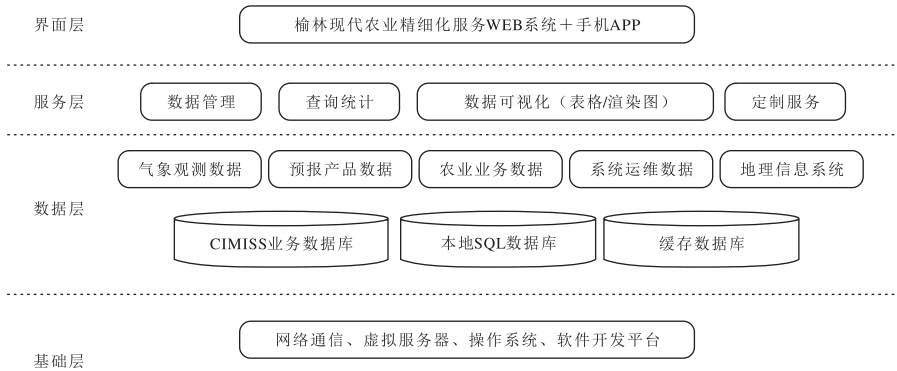 界面层
榆林现代农业精细化服务WEB系统＋手机APP
服务层
数据管理
查询统计
数据可视化（表格/渲染图）
定制服务
气象观测数据
预报产品数据
农业业务数据
系统运维数据
地理信息系统
数据层
CIMISS业务数据库
本地SQL数据库
缓存数据库
网络通信、虚拟服务器、操作系统、软件开发平台
基础层